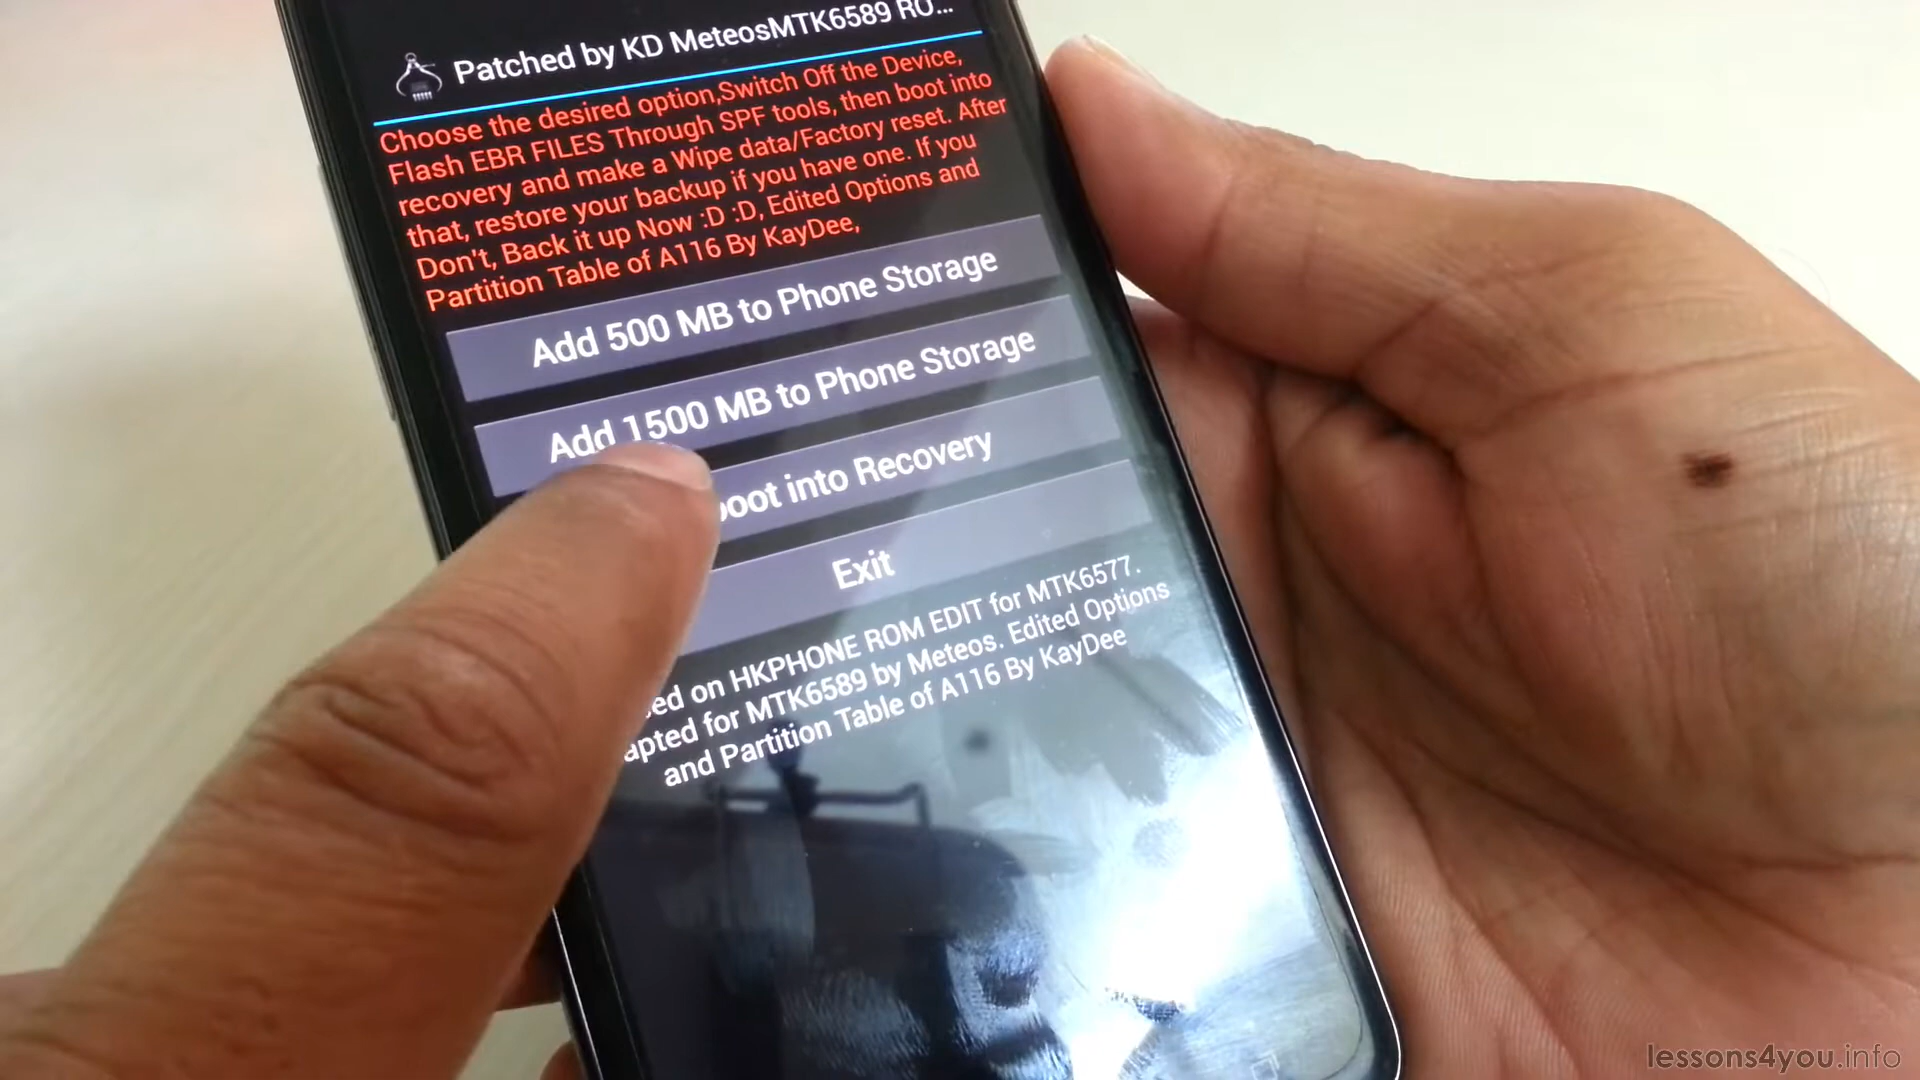 Patched by KD MeteosMTK6589 RO...
Choose the desired option,Switch Off the Device,
Flash EBR FILES Through SPF tools, then boot into
recovery and make a Wipe data/Factory reset. After
that, restore your backup if you have one. If you
Don't, Back it up Now :D :D, Edited Options and
Partition Table of A116 By KayDee,
Add 500 MB to Phone Storage
Add 1500 MB to Phone Storage
boot into Recovery
Exit
ed on HKPHONE ROM EDIT for MTK6577.
apted for MTK6589 by Meteos. Edited Options
and Partition Table of A116 By KayDee
lessons4you.info